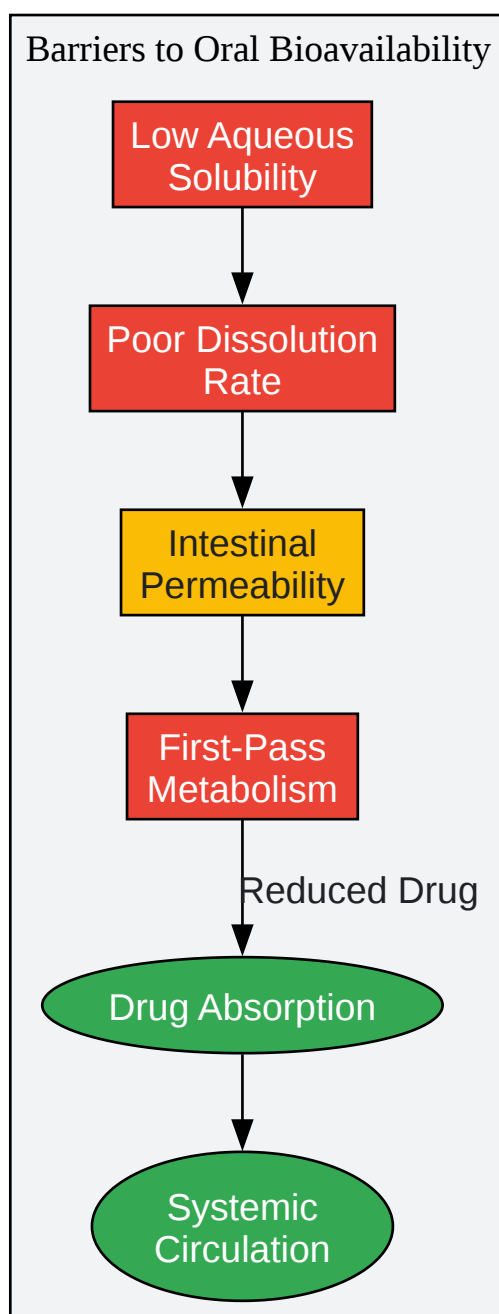 Barriers to Oral Bioavailability
Low Aqueous
Solubility
Poor Dissolution
Rate
Intestinal
Permeability
First-Pass
Metabolism
Reduced Drug
Drug Absorption
Systemic
Circulation